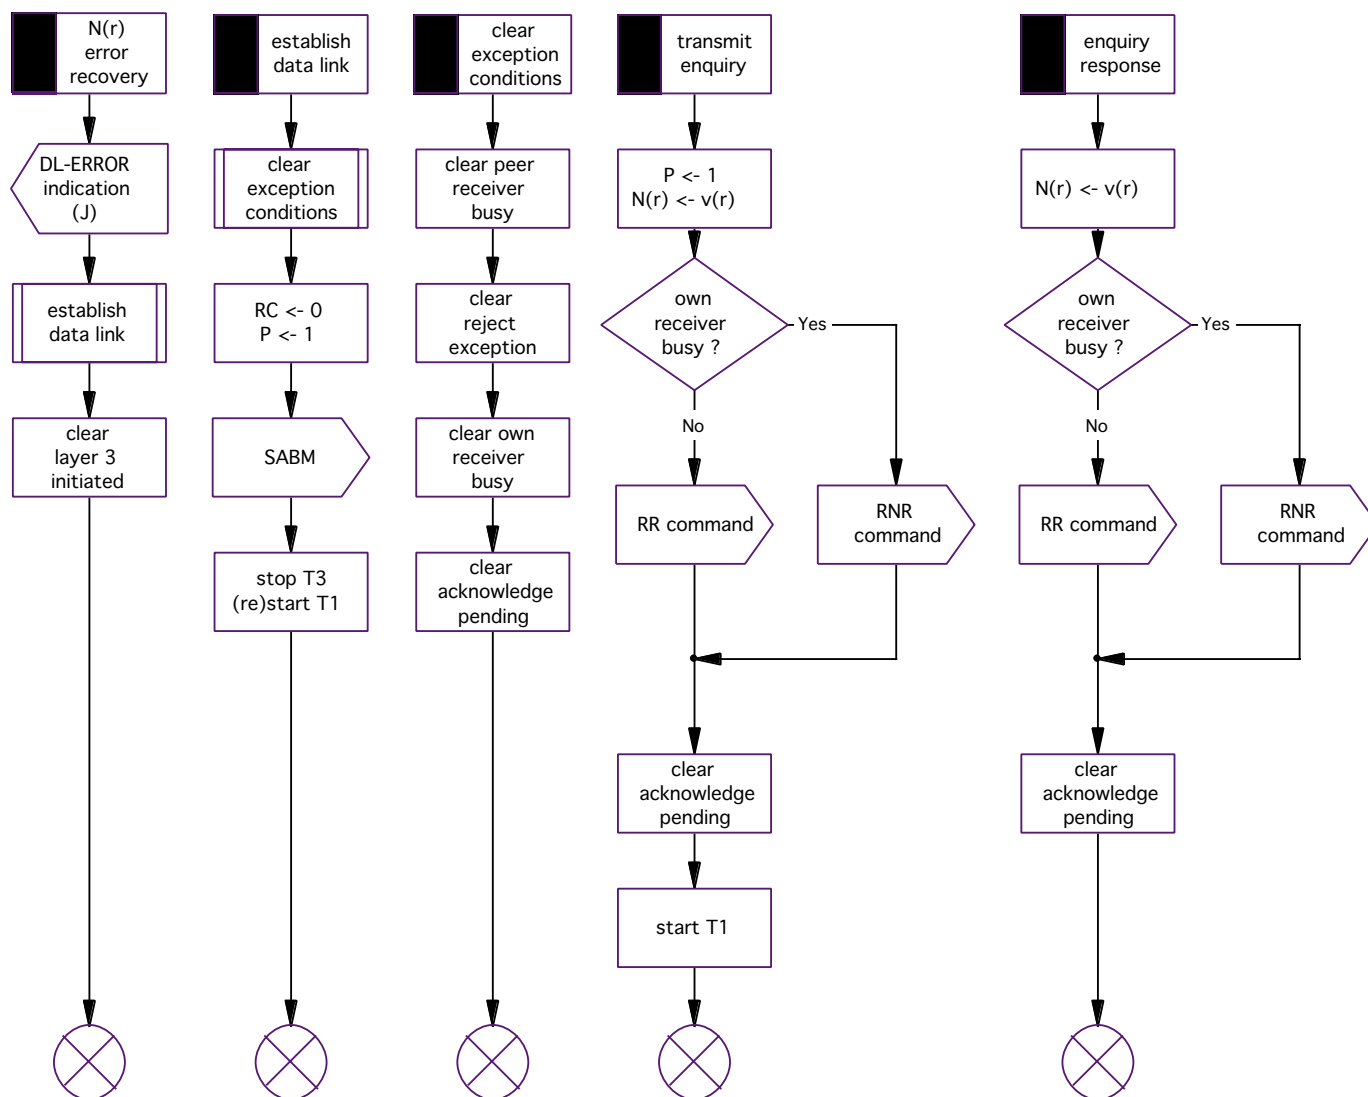 N(r)
error
recovery
DL-ERROR
indication
(J)
establish
data link
clear
layer 3
initiated
establish
data link
clear
exception
conditions
RC <- 0
P <- 1
SABM
stop T3
(re)start T1
clear
exception
conditions
clear peer
receiver
busy
clear
reject
exception
clear own
receiver
busy
clear
acknowledge
pending
transmit
enquiry
P <- 1
N(r) <- v(r)
own
receiver
busy ?
Yes
No
RR command
RNR
command
clear
acknowledge
pending
start T1
enquiry
response
N(r) <- v(r)
own
receiver
busy ?
Yes
No
RR command
RNR
command
clear
acknowledge
pending